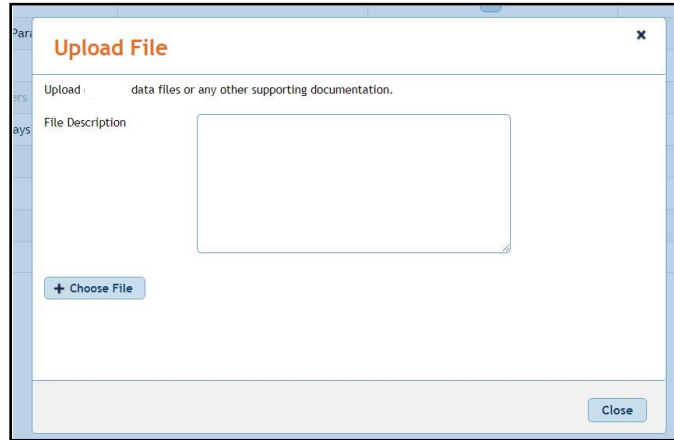 Para
Upload File
Upload data files or any other supporting documentation.
ers
File Description
ays
Choose File
Close